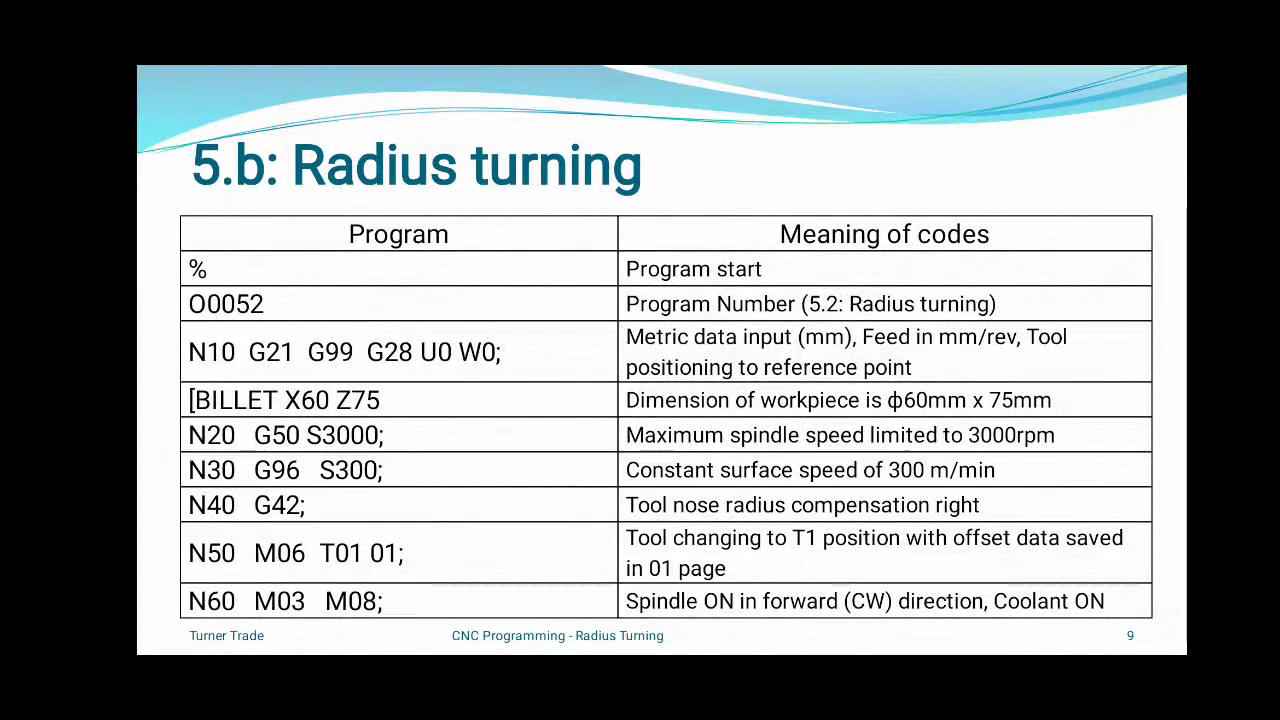 5.b: Radius turning
Program Meaning of codes
% Program start
O0052 Program Number (5.2: Radius turning)
N10 G21 G99 G28 U0 W0; Metric data input (mm), Feed in mm/rev, Tool
positioning to reference point
[BILLET X60 Z75 Dimension of workpiece is ф60mm x 75mm
N20 G50 S3000; Maximum spindle speed limited to 3000rpm
N30 G96 S300; Constant surface speed of 300 m/min
N40 G42; Tool nose radius compensation right
N50 M06 T01 01; Tool changing to T1 position with offset data saved
in 01 page
N60 M03 M08; Spindle ON in forward (CW) direction, Coolant ON
Turner Trade CNC Programming - Radius Turning 9